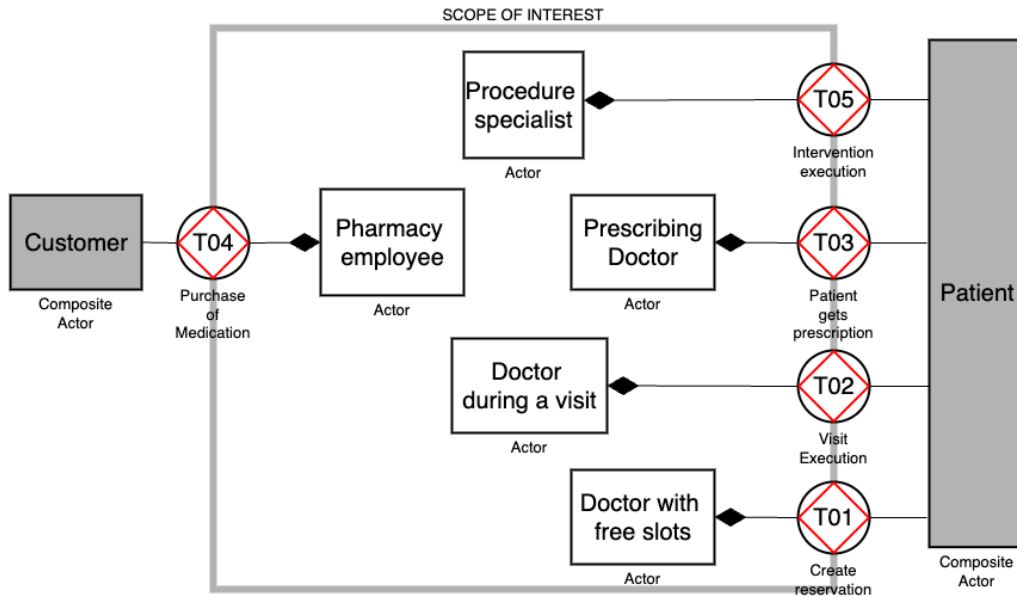 SCOPE OF INTEREST
Procedure
specialist
Actor
T05
Intervention
execution
Customer
Composite
Actor
T04
Purchase
of
Medication
Pharmacy
employee
Actor
Prescribing
Doctor
Actor
T03
Patient
gets
prescription
Patient
Composite
Actor
Doctor
during a visit
Actor
T02
Visit
Execution
Doctor with
free slots
Actor
T01
Create
reservation